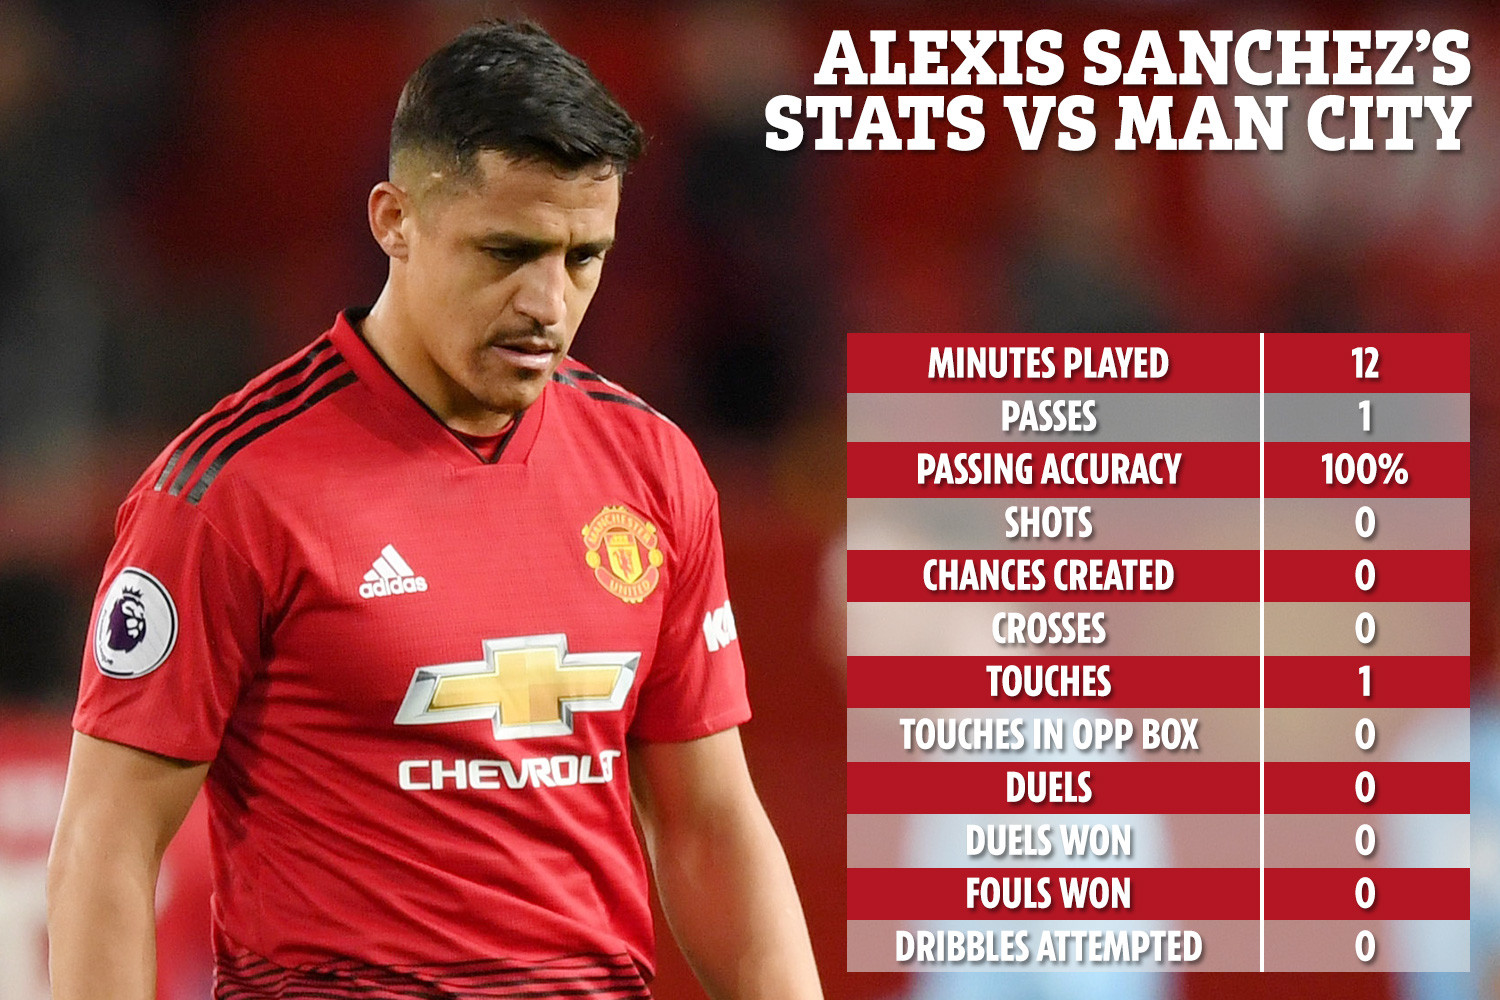 ALEXIS SANCHEZ'S
STATS VS MAN CITY
MINUTES PLAYED 12
PASSES 1
PASSING ACCURACY 100%
SHOTS 0
CHANCES CREATED 0
CROSSES 0
TOUCHES 1
TOUCHES IN OPP BOX 0
DUELS 0
DUELS WON 0
FOULS WON 0
DRIBBLES ATTEMPTED 0
MANCHESTER
UNITED
adidas
CHEVROLET